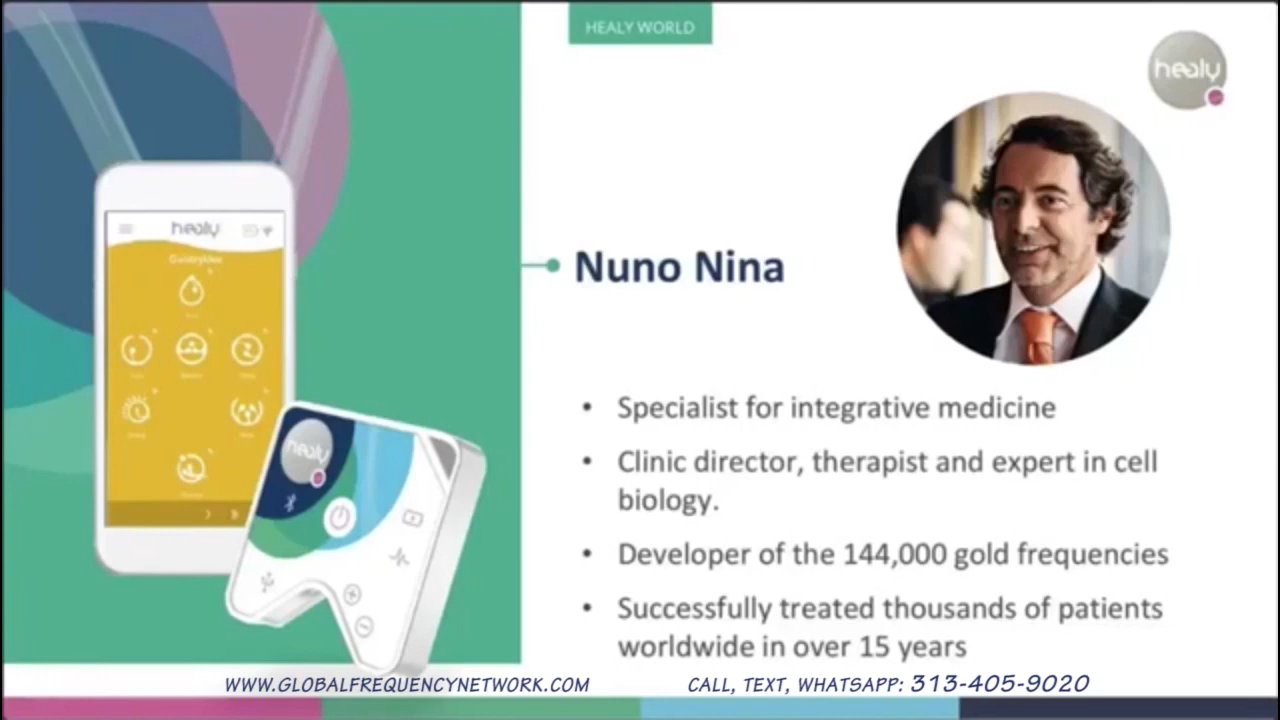 HEALY WORLD
healy
healy
Nuno Nina
healy
• Specialist for integrative medicine
• Clinic director, therapist and expert in cell
biology.
• Developer of the 144,000 gold frequencies
• Successfully treated thousands of patients
worldwide in over 15 years
WWW.GLOBALFREQUENCYNETWORK.COM
CALL, TEXT, WHATSAPP: 313-405-9020